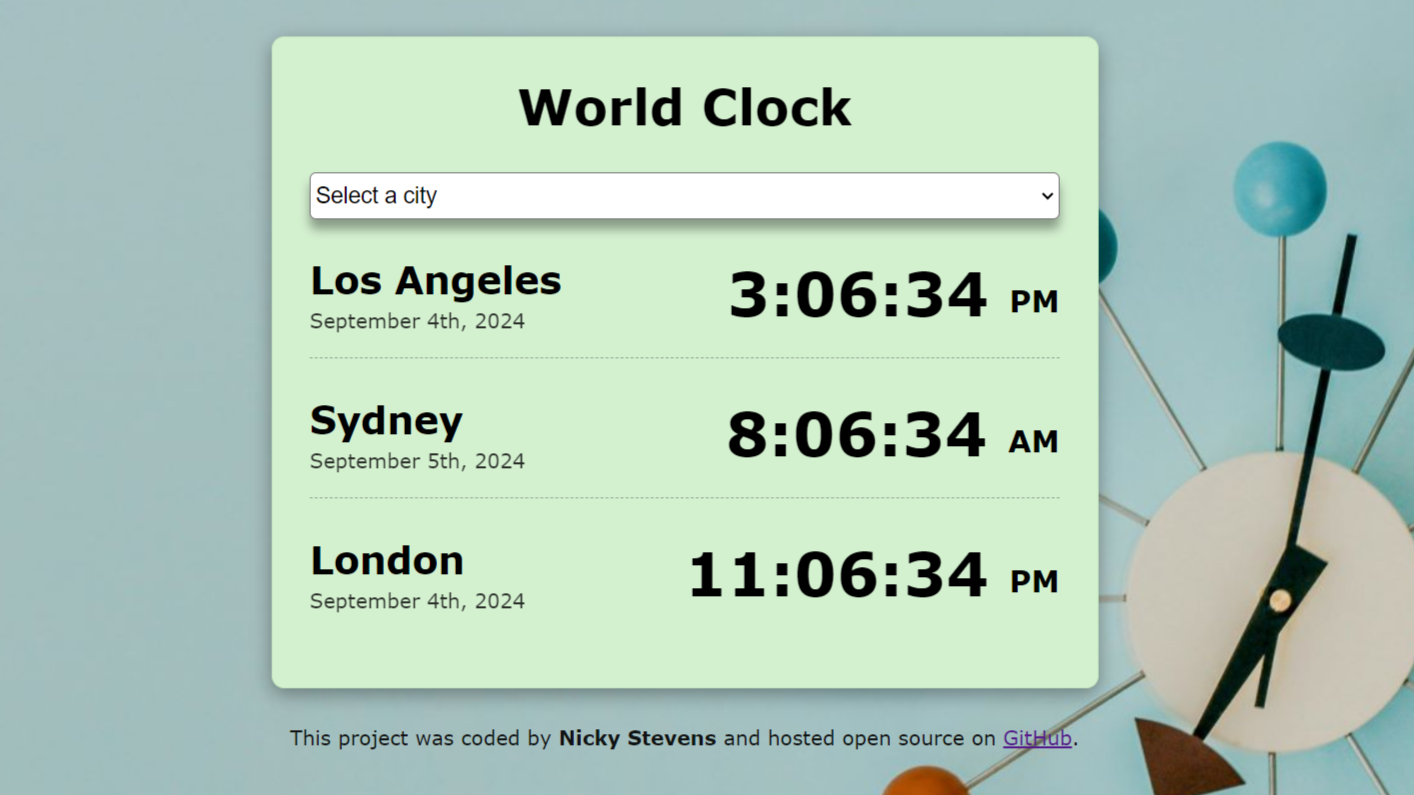 World Clock
Select a city
Los Angeles
3:06:34 PM
September 4th, 2024
Sydney
8:06:34 AM
September 5th, 2024
London
11:06:34 PM
September 4th, 2024
This project was coded by Nicky Stevens and hosted open source on GitHub.